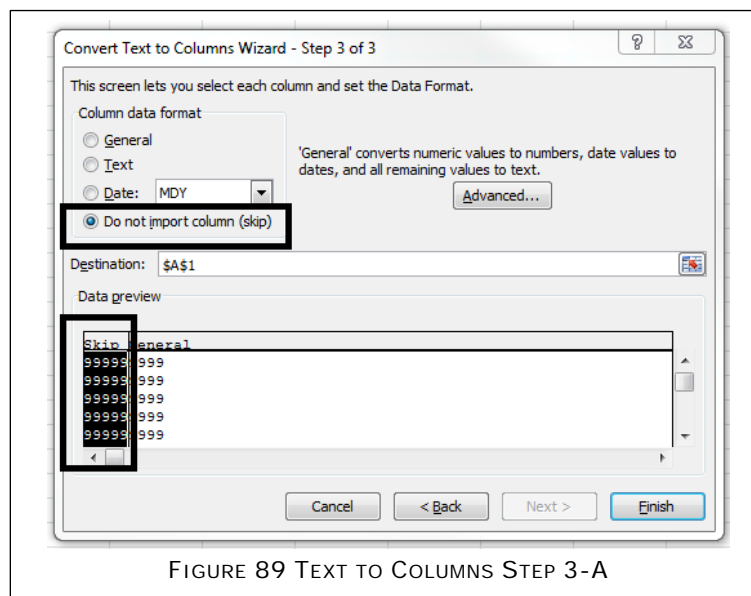 Convert Text to Columns Wizard - Step 3 of 3
This screen lets you select each column and set the Data Format.
Column data format
General
Text
Date: MDY
Do not import column (skip)
'General' converts numeric values to numbers, date values to
dates, and all remaining values to text.
Advanced...
Destination: $A$1
Data preview
Skip General
99999 999
99999 999
99999 999
99999 999
99999 999
Cancel < Back Next > Finish
FIGURE 89 TEXT TO COLUMNS STEP 3-A